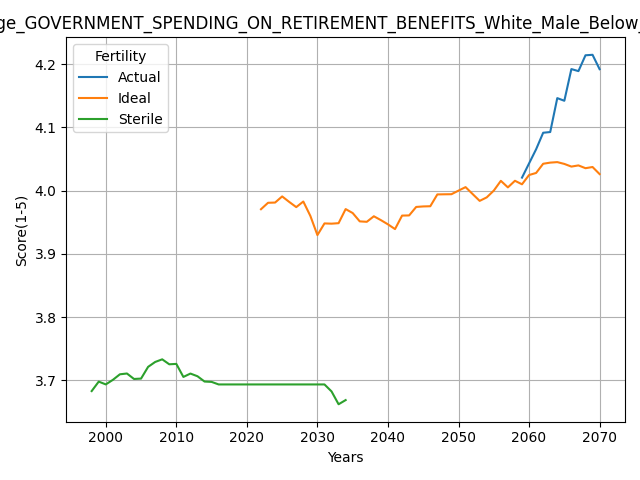 ge_GOVERNMENT_SPENDING_ON_RETIREMENT_BENEFITS_White_Male_Below_
Fertility
Actual
Ideal
Sterile
Score(1-5)
4.2
4.1
4.0
3.9
3.8
3.7
2000 2010 2020 2030 2040 2050 2060 2070
Years